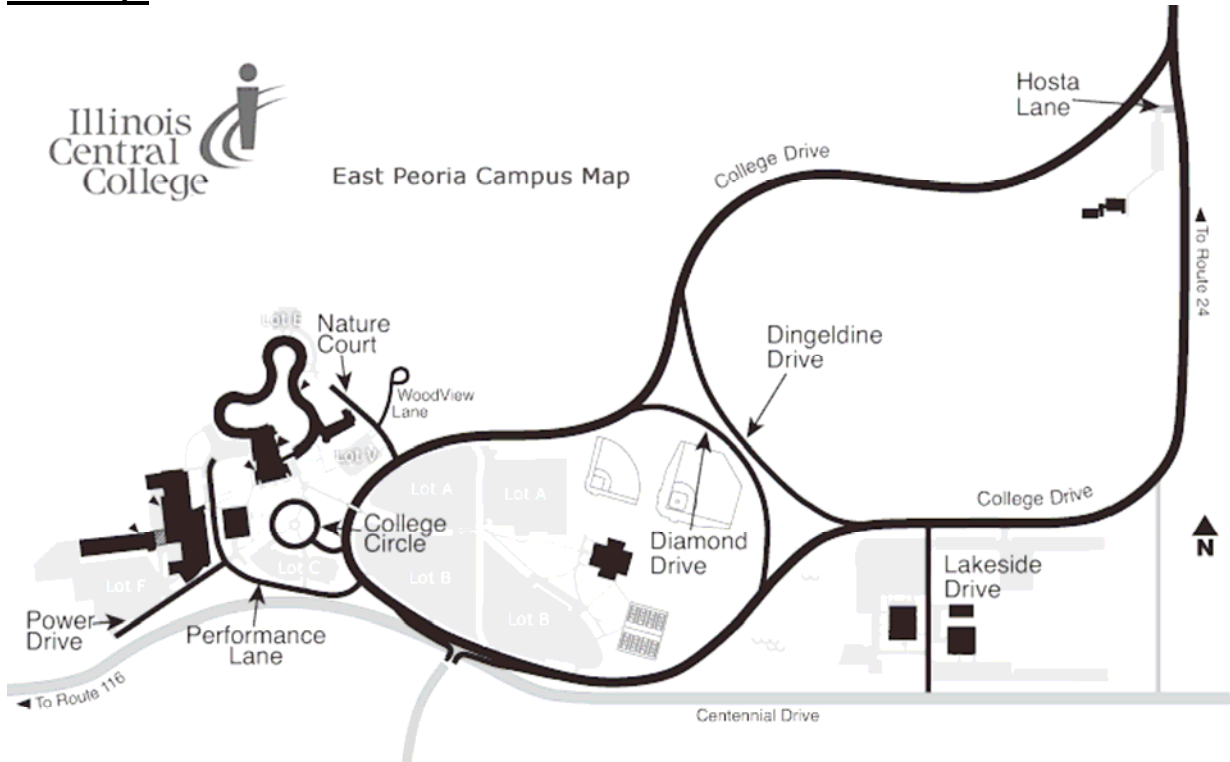 Illinois
Central
College
East Peoria Campus Map
Hosta
Lane
College Drive
To Route 24
Lot E
Nature
Court
Dingeldine
Drive
WoodView
Lane
Lot V
Lot A
Lot A
College Drive
College
Circle
Diamond
Drive
N
Lot F
Lot C
Lot B
Lakeside
Drive
Power
Drive
Performance
Lane
Lot B
To Route 116
Centennial Drive